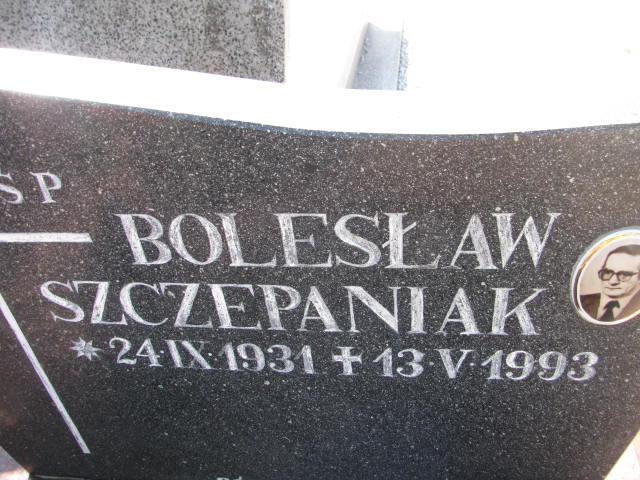 ŚP
BOLESŁAW
SZCZEPANIAK
* 24·IX·1931 ✝ 13·V·1993